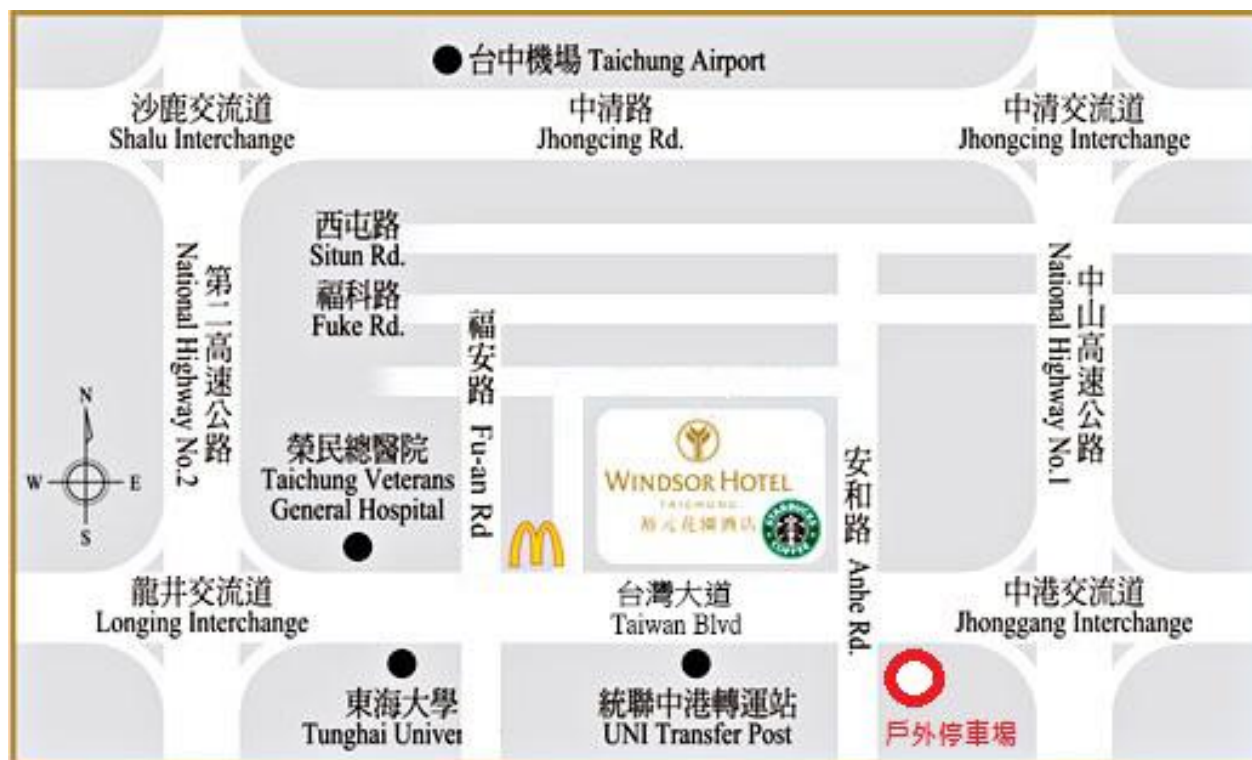 台中機場 Taichung Airport
沙鹿交流道
Shalu Interchange
中清路
Jhongcing Rd.
中清交流道
Jhongcing Interchange
西屯路
Situn Rd.
福科路
Fuke Rd.
第二高速公路
National Highway No.2
福安路 Fu-an Rd
中山高速公路
National Highway No.1
N
W
E
S
榮民總醫院
Taichung Veterans
General Hospital
WINDSOR HOTEL
TAICHUNG
裕元花園酒店
STARBUCKS
COFFEE
安和路 Anhe Rd.
龍井交流道
Longing Interchange
台灣大道
Taiwan Blvd
中港交流道
Jhonggang Interchange
東海大學
Tunghai Univer
統聯中港轉運站
UNI Transfer Post
戶外停車場